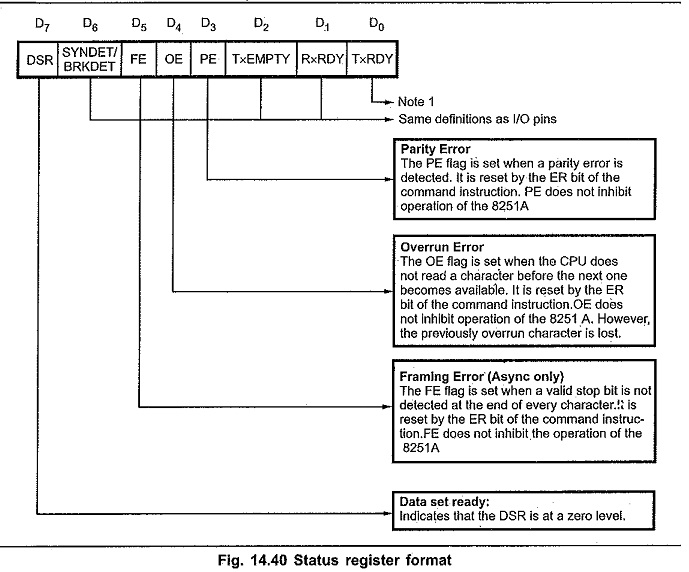 D7 D6 D5 D4 D3 D2 D1 D0
DSR SYNDET/ BRKDET FE OE PE TxEMPTY RxRDY TxRDY
Note 1
Same definitions as I/O pins
Parity Error
The PE flag is set when a parity error is
detected. It is reset by the ER bit of the
command instruction. PE does not inhibit
operation of the 8251A
Overrun Error
The OE flag is set when the CPU does
not read a character before the next one
becomes available. It is reset by the ER
bit of the command instruction.OE does
not inhibit operation of the 8251 A. However,
the previously overrun character is lost.
Framing Error (Async only)
The FE flag is set when a valid stop bit is not
detected at the end of every character.It is
reset by the ER bit of the command instruc-
tion.FE does not inhibit the operation of the
8251A
Data set ready:
Indicates that the DSR is at a zero level.
Fig. 14.40 Status register format